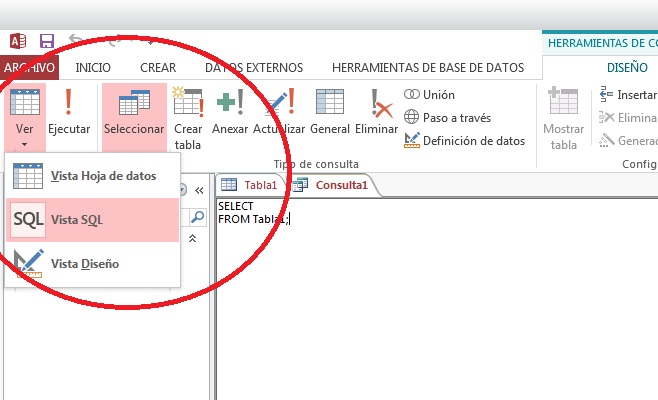 HERRAMIENTAS DE CO
ARCHIVO INICIO CREAR DATOS EXTERNOS HERRAMIENTAS DE BASE DE DATOS DISEÑO
Ver
Ejecutar
Seleccionar
Crear
tabla
Anexar
Actualizar
General
Eliminar
Unión
Paso a través
Definición de datos
Mostrar
tabla
Insertar
Elimina
Generac
Tipo de consulta
Config
Vista Hoja de datos
SQL Vista SQL
Vista Diseño
Tabla1
Consulta1
SELECT
FROM Tabla1;